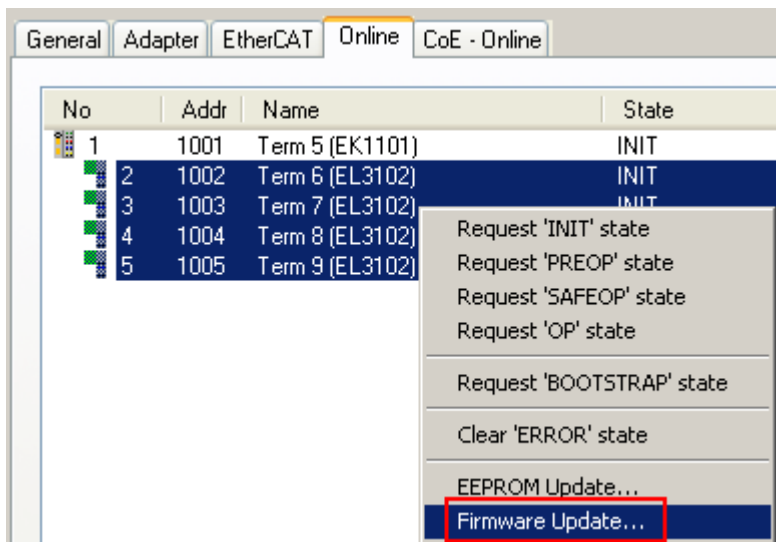 General Adapter EtherCAT Online CoE - Online
No Addr Name State
1 1001 Term 5 (EK1101) INIT
2 1002 Term 6 (EL3102) INIT
3 1003 Term 7 (EL3102) INIT
4 1004 Term 8 (EL3102)
5 1005 Term 9 (EL3102)
Request 'INIT' state
Request 'PREOP' state
Request 'SAFEOP' state
Request 'OP' state
Request 'BOOTSTRAP' state
Clear 'ERROR' state
EEPROM Update...
Firmware Update...